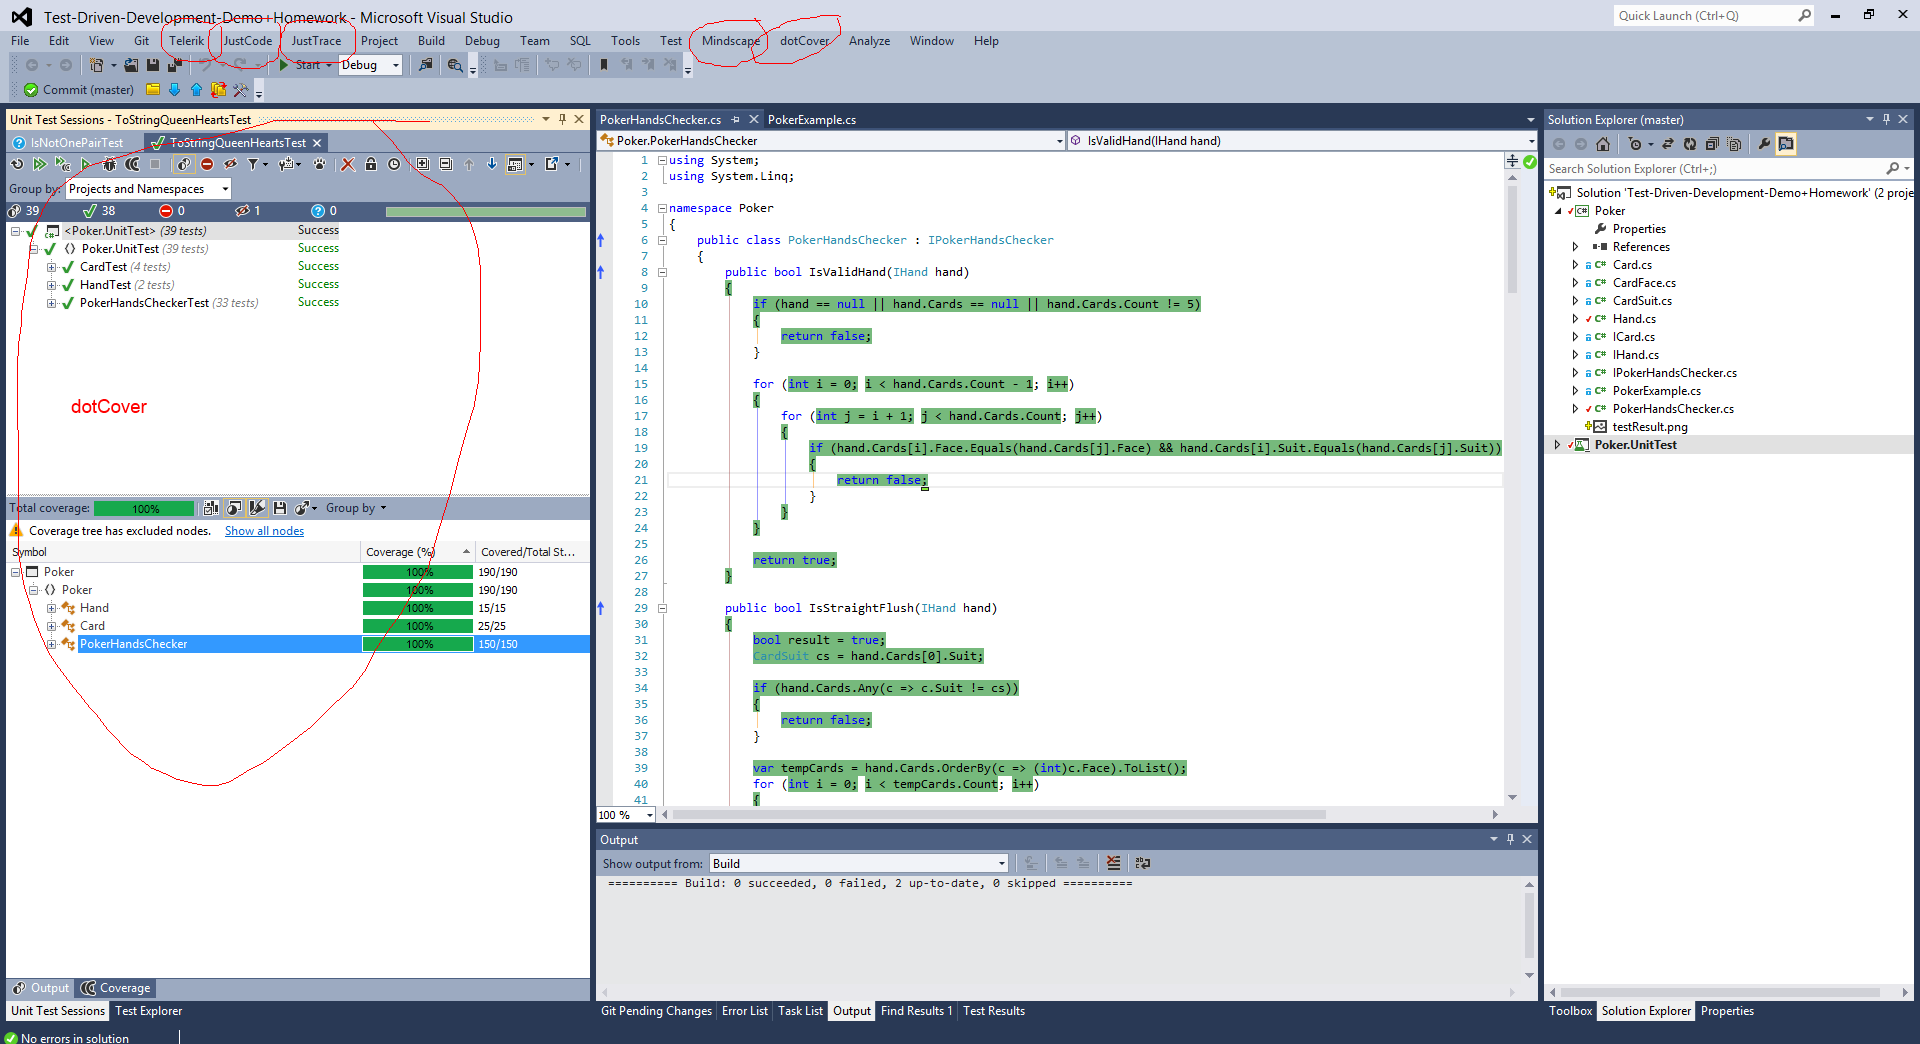 Test-Driven-Development-Demo+Homework - Microsoft Visual Studio
Quick Launch (Ctrl+Q)
File Edit View Git Telerik JustCode JustTrace Project Build Debug Team SQL Tools Test Mindscape dotCover Analyze Window Help
Start Debug
Commit (master)
Unit Test Sessions - ToStringQueenHeartsTest
IsNotOnePairTest ToStringQueenHeartsTest
Group by: Projects and Namespaces
39 38 0 1 0
<Poker.UnitTest> (39 tests) Success
Poker.UnitTest (39 tests) Success
CardTest (4 tests) Success
HandTest (2 tests) Success
PokerHandsCheckerTest (33 tests) Success
dotCover
Total coverage: 100% Group by
Coverage tree has excluded nodes. Show all nodes
Symbol Coverage (%) Covered/Total St...
Poker 100% 190/190
Poker 100% 190/190
Hand 100% 15/15
Card 100% 25/25
PokerHandsChecker 100% 150/150
Output Coverage
Unit Test Sessions Test Explorer
No errors in solution
PokerHandsChecker.cs PokerExample.cs
Poker.PokerHandsChecker IsValidHand(IHand hand)
1 using System;
2 using System.Linq;
3
4 namespace Poker
5 {
6 public class PokerHandsChecker : IPokerHandsChecker
7 {
8 public bool IsValidHand(IHand hand)
9 {
10 if (hand == null || hand.Cards == null || hand.Cards.Count != 5)
11 {
12 return false;
13 }
14
15 for (int i = 0; i < hand.Cards.Count - 1; i++)
16 {
17 for (int j = i + 1; j < hand.Cards.Count; j++)
18 {
19 if (hand.Cards[i].Face.Equals(hand.Cards[j].Face) && hand.Cards[i].Suit.Equals(hand.Cards[j].Suit))
20 {
21 return false;
22 }
23 }
24 }
25
26 return true;
27 }
28
29 public bool IsStraightFlush(IHand hand)
30 {
31 bool result = true;
32 CardSuit cs = hand.Cards[0].Suit;
33
34 if (hand.Cards.Any(c => c.Suit != cs))
35 {
36 return false;
37 }
38
39 var tempCards = hand.Cards.OrderBy(c => (int)c.Face).ToList();
40 for (int i = 0; i < tempCards.Count; i++)
41 {
100 %
Output
Show output from: Build
========== Build: 0 succeeded, 0 failed, 2 up-to-date, 0 skipped ==========
Git Pending Changes Error List Task List Output Find Results 1 Test Results
Solution Explorer (master)
Search Solution Explorer (Ctrl+;)
Solution 'Test-Driven-Development-Demo+Homework' (2 proje
Poker
Properties
References
Card.cs
CardFace.cs
CardSuit.cs
Hand.cs
ICard.cs
IHand.cs
IPokerHandsChecker.cs
PokerExample.cs
PokerHandsChecker.cs
testResult.png
Poker.UnitTest
Toolbox Solution Explorer Properties